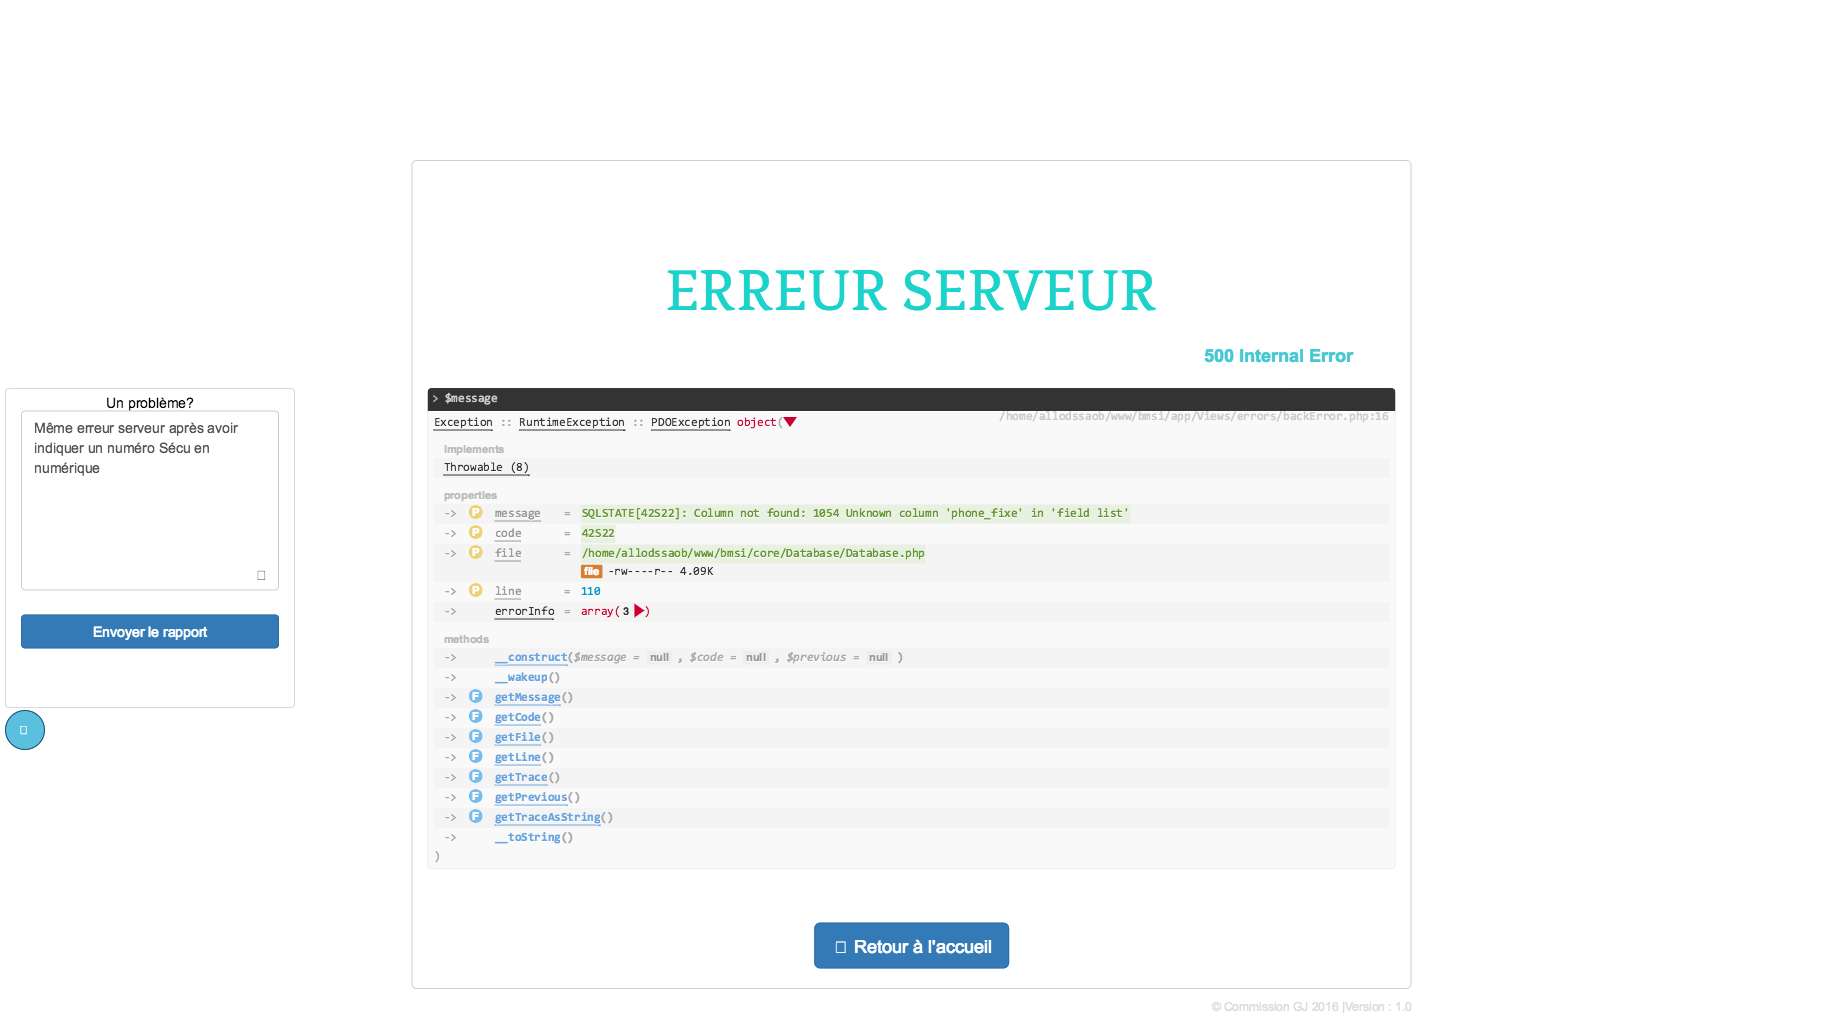 ERREUR SERVEUR
500 Internal Error
Un problème?
Même erreur serveur après avoir
indiquer un numéro Sécu en
numérique
Envoyer le rapport
> $message
/home/allodssaob/www/bmsi/app/Views/errors/backError.php:16
Exception :: RuntimeException :: PDOException object(
implements
Throwable (8)
properties
-> P message = SQLSTATE[42S22]: Column not found: 1054 Unknown column 'phone_fixe' in 'field list'
-> P code = 42S22
-> P file = /home/allodssaob/www/bmsi/core/Database/Database.php
file -rw----r-- 4.09K
-> P line = 110
-> errorInfo = array( 3 )
methods
-> __construct($message = null , $code = null , $previous = null )
-> __wakeup()
-> F getMessage()
-> F getCode()
-> F getFile()
-> F getLine()
-> F getTrace()
-> F getPrevious()
-> F getTraceAsString()
-> __toString()
)
Retour à l'accueil
© Commission GJ 2016 |Version : 1.0